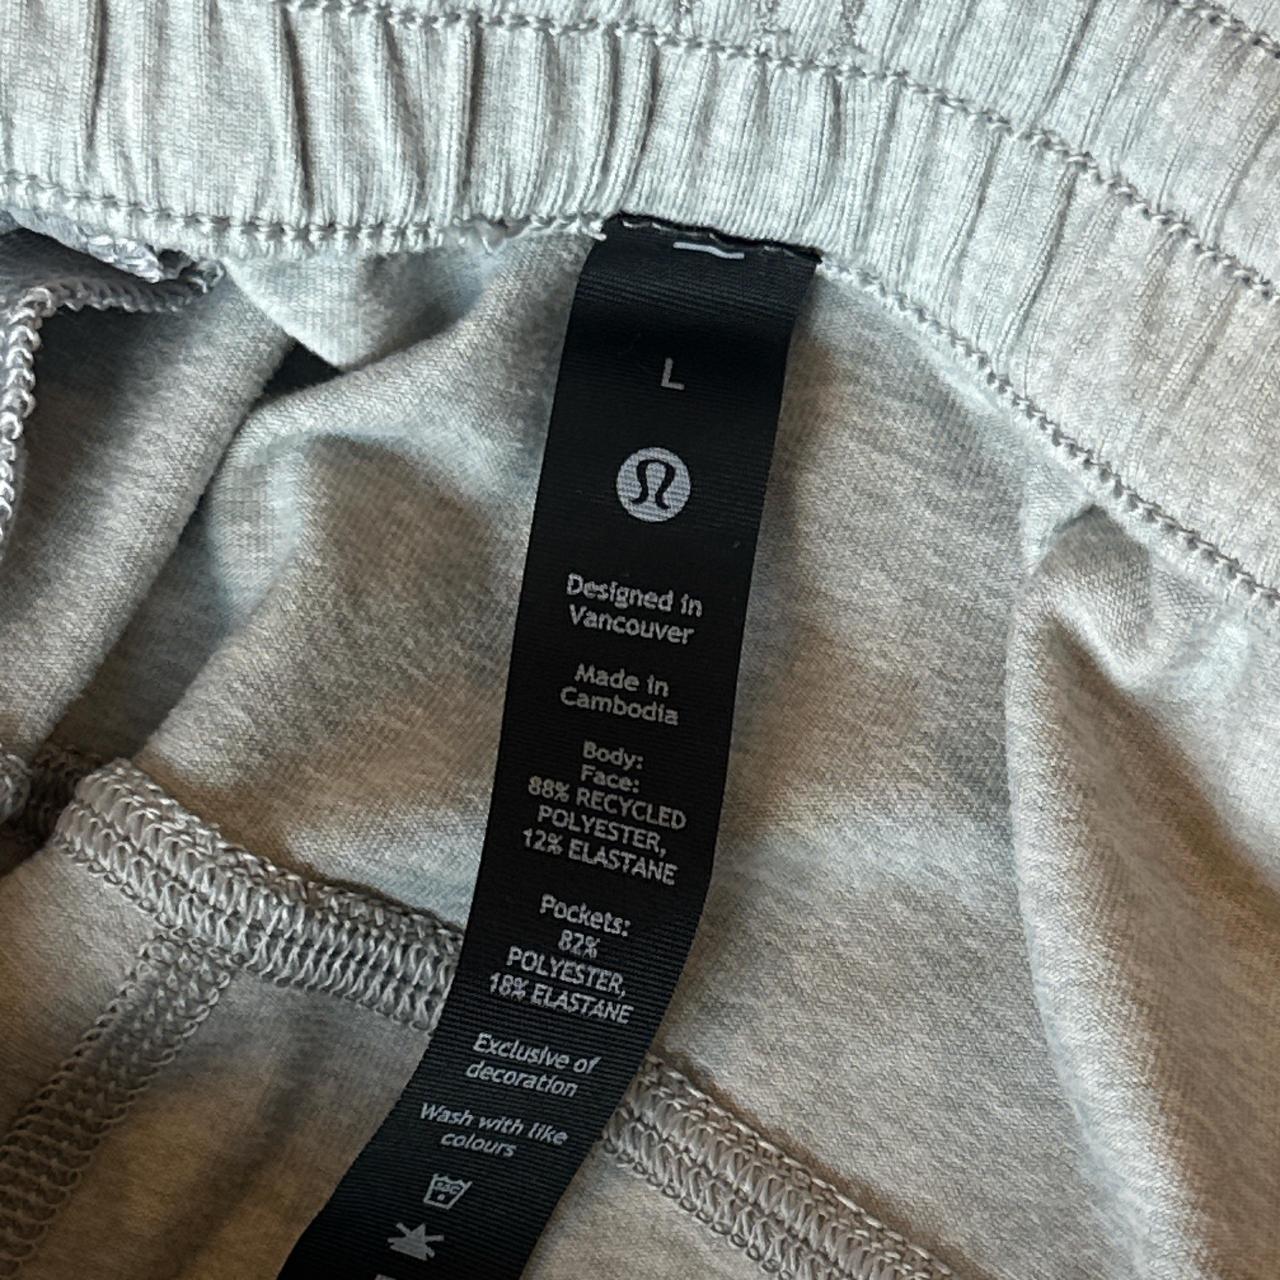 L
Designed in
Vancouver
Made in
Cambodia
Body:
Face:
88% RECYCLED
POLYESTER,
12% ELASTANE
Pockets:
82%
POLYESTER,
18% ELASTANE
Exclusive of
decoration
Wash with like
colours